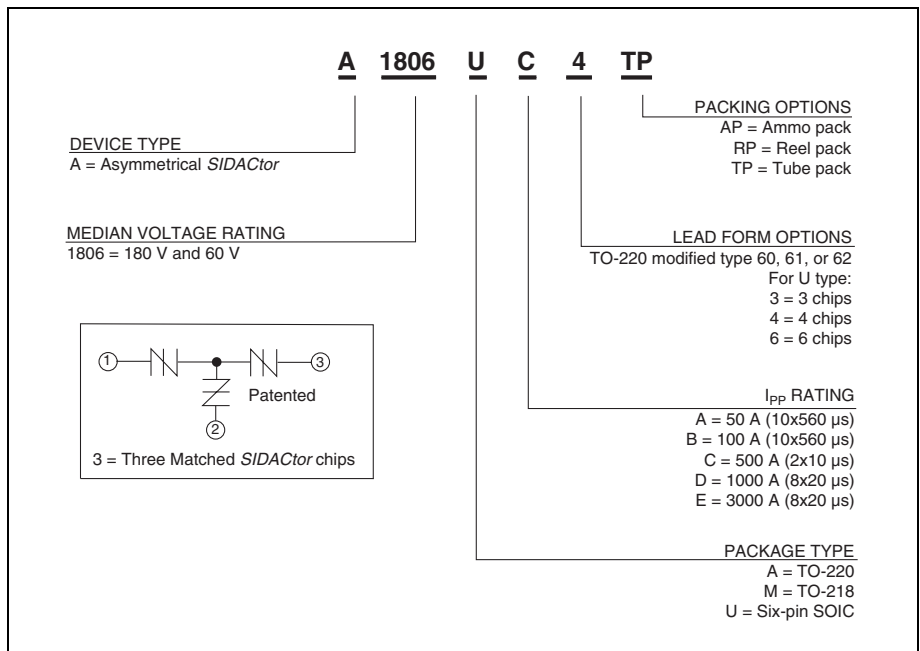 A 1806 U C 4 TP
DEVICE TYPE
A = Asymmetrical SIDACtor
MEDIAN VOLTAGE RATING
1806 = 180 V and 60 V
1
3
Patented
2
3 = Three Matched SIDACtor chips
PACKING OPTIONS
AP = Ammo pack
RP = Reel pack
TP = Tube pack
LEAD FORM OPTIONS
TO-220 modified type 60, 61, or 62
For U type:
3 = 3 chips
4 = 4 chips
6 = 6 chips
IPP RATING
A = 50 A (10x560 µs)
B = 100 A (10x560 µs)
C = 500 A (2x10 µs)
D = 1000 A (8x20 µs)
E = 3000 A (8x20 µs)
PACKAGE TYPE
A = TO-220
M = TO-218
U = Six-pin SOIC